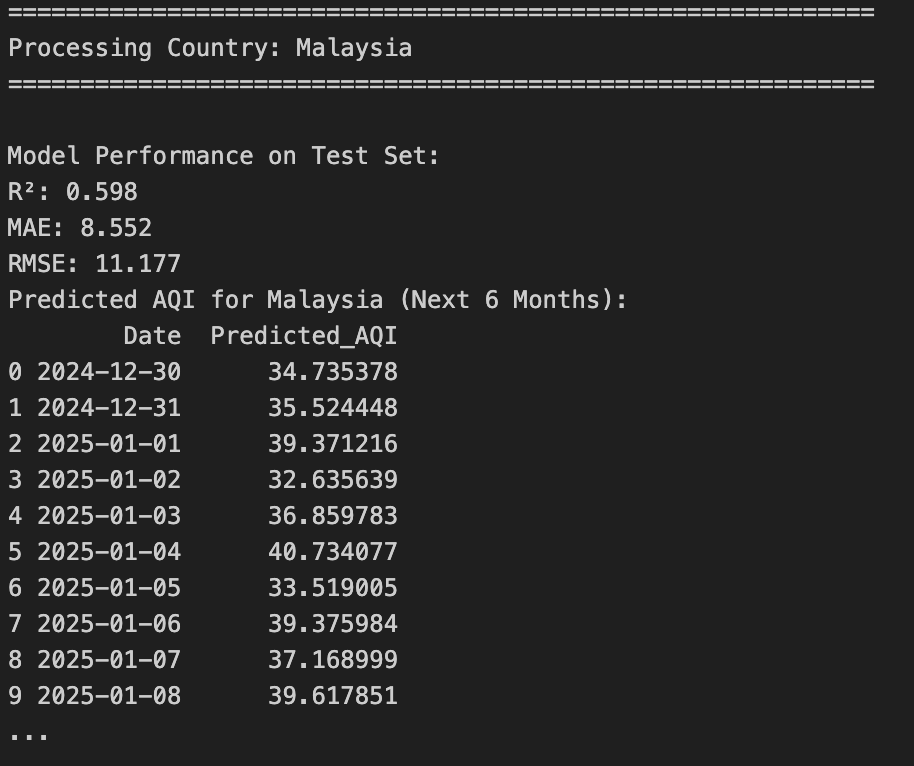 ============================================================
Processing Country: Malaysia
============================================================
Model Performance on Test Set:
R²: 0.598
MAE: 8.552
RMSE: 11.177
Predicted AQI for Malaysia (Next 6 Months):
        Date  Predicted_AQI
0 2024-12-30      34.735378
1 2024-12-31      35.524448
2 2025-01-01      39.371216
3 2025-01-02      32.635639
4 2025-01-03      36.859783
5 2025-01-04      40.734077
6 2025-01-05      33.519005
7 2025-01-06      39.375984
8 2025-01-07      37.168999
9 2025-01-08      39.617851
...